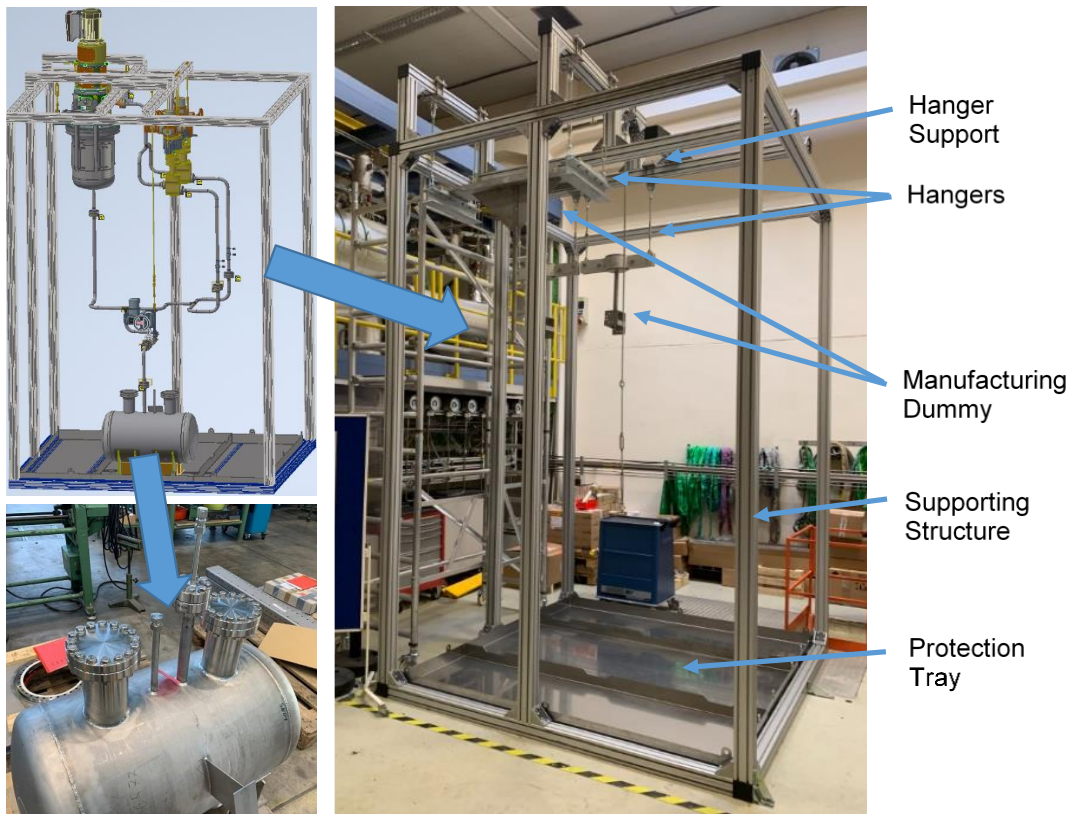 Hanger
Support
Hangers
Manufacturing
Dummy
Supporting
Structure
Protection
Tray